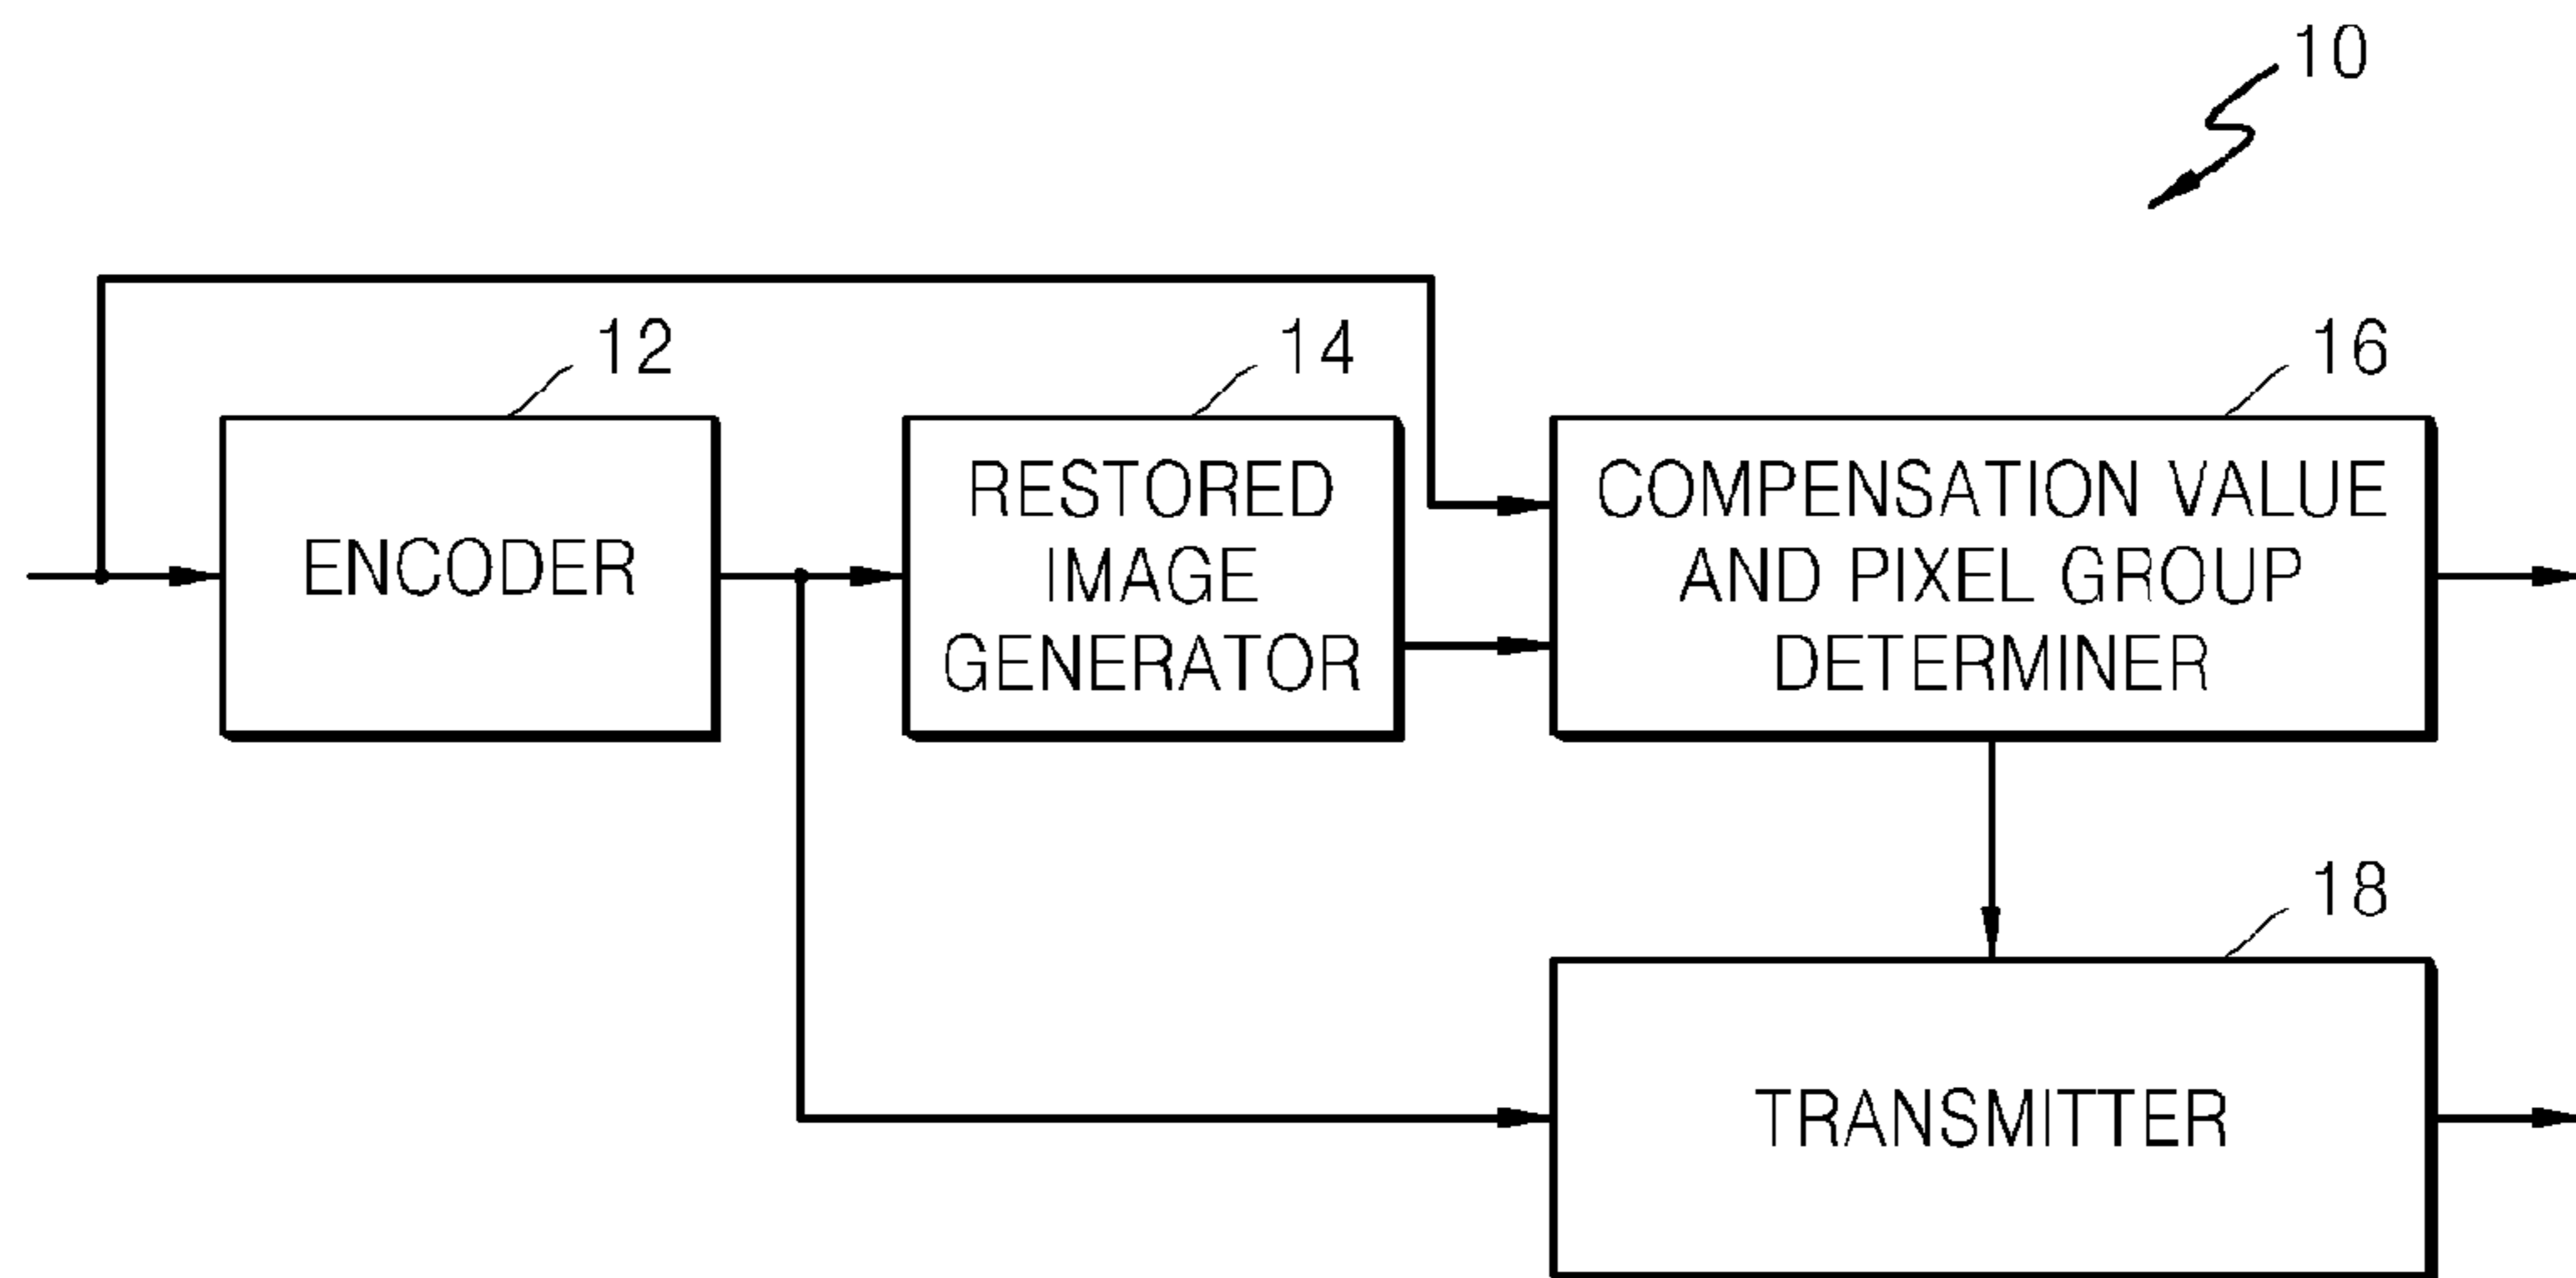 10
12
14
16
ENCODER
RESTORED
IMAGE
GENERATOR
COMPENSATION VALUE
AND PIXEL GROUP
DETERMINER
18
TRANSMITTER